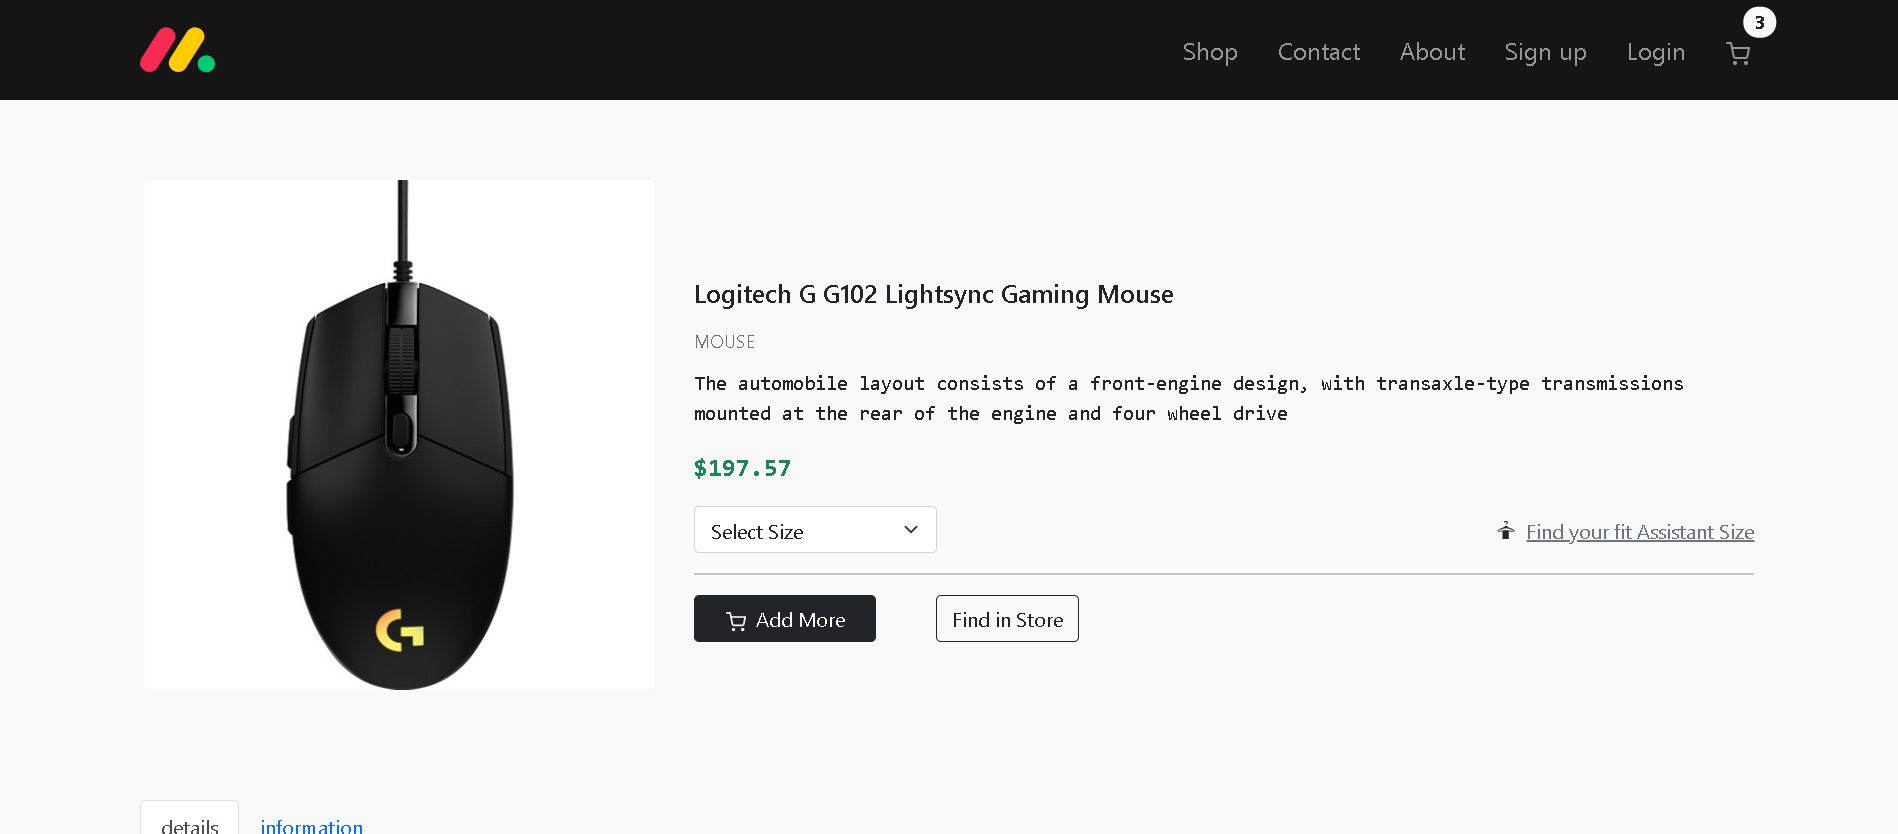 3
Shop Contact About Sign up Login
Logitech G G102 Lightsync Gaming Mouse
MOUSE
The automobile layout consists of a front-engine design, with transaxle-type transmissions
mounted at the rear of the engine and four wheel drive
$197.57
Select Size
Find your fit Assistant Size
Add More
Find in Store
details information